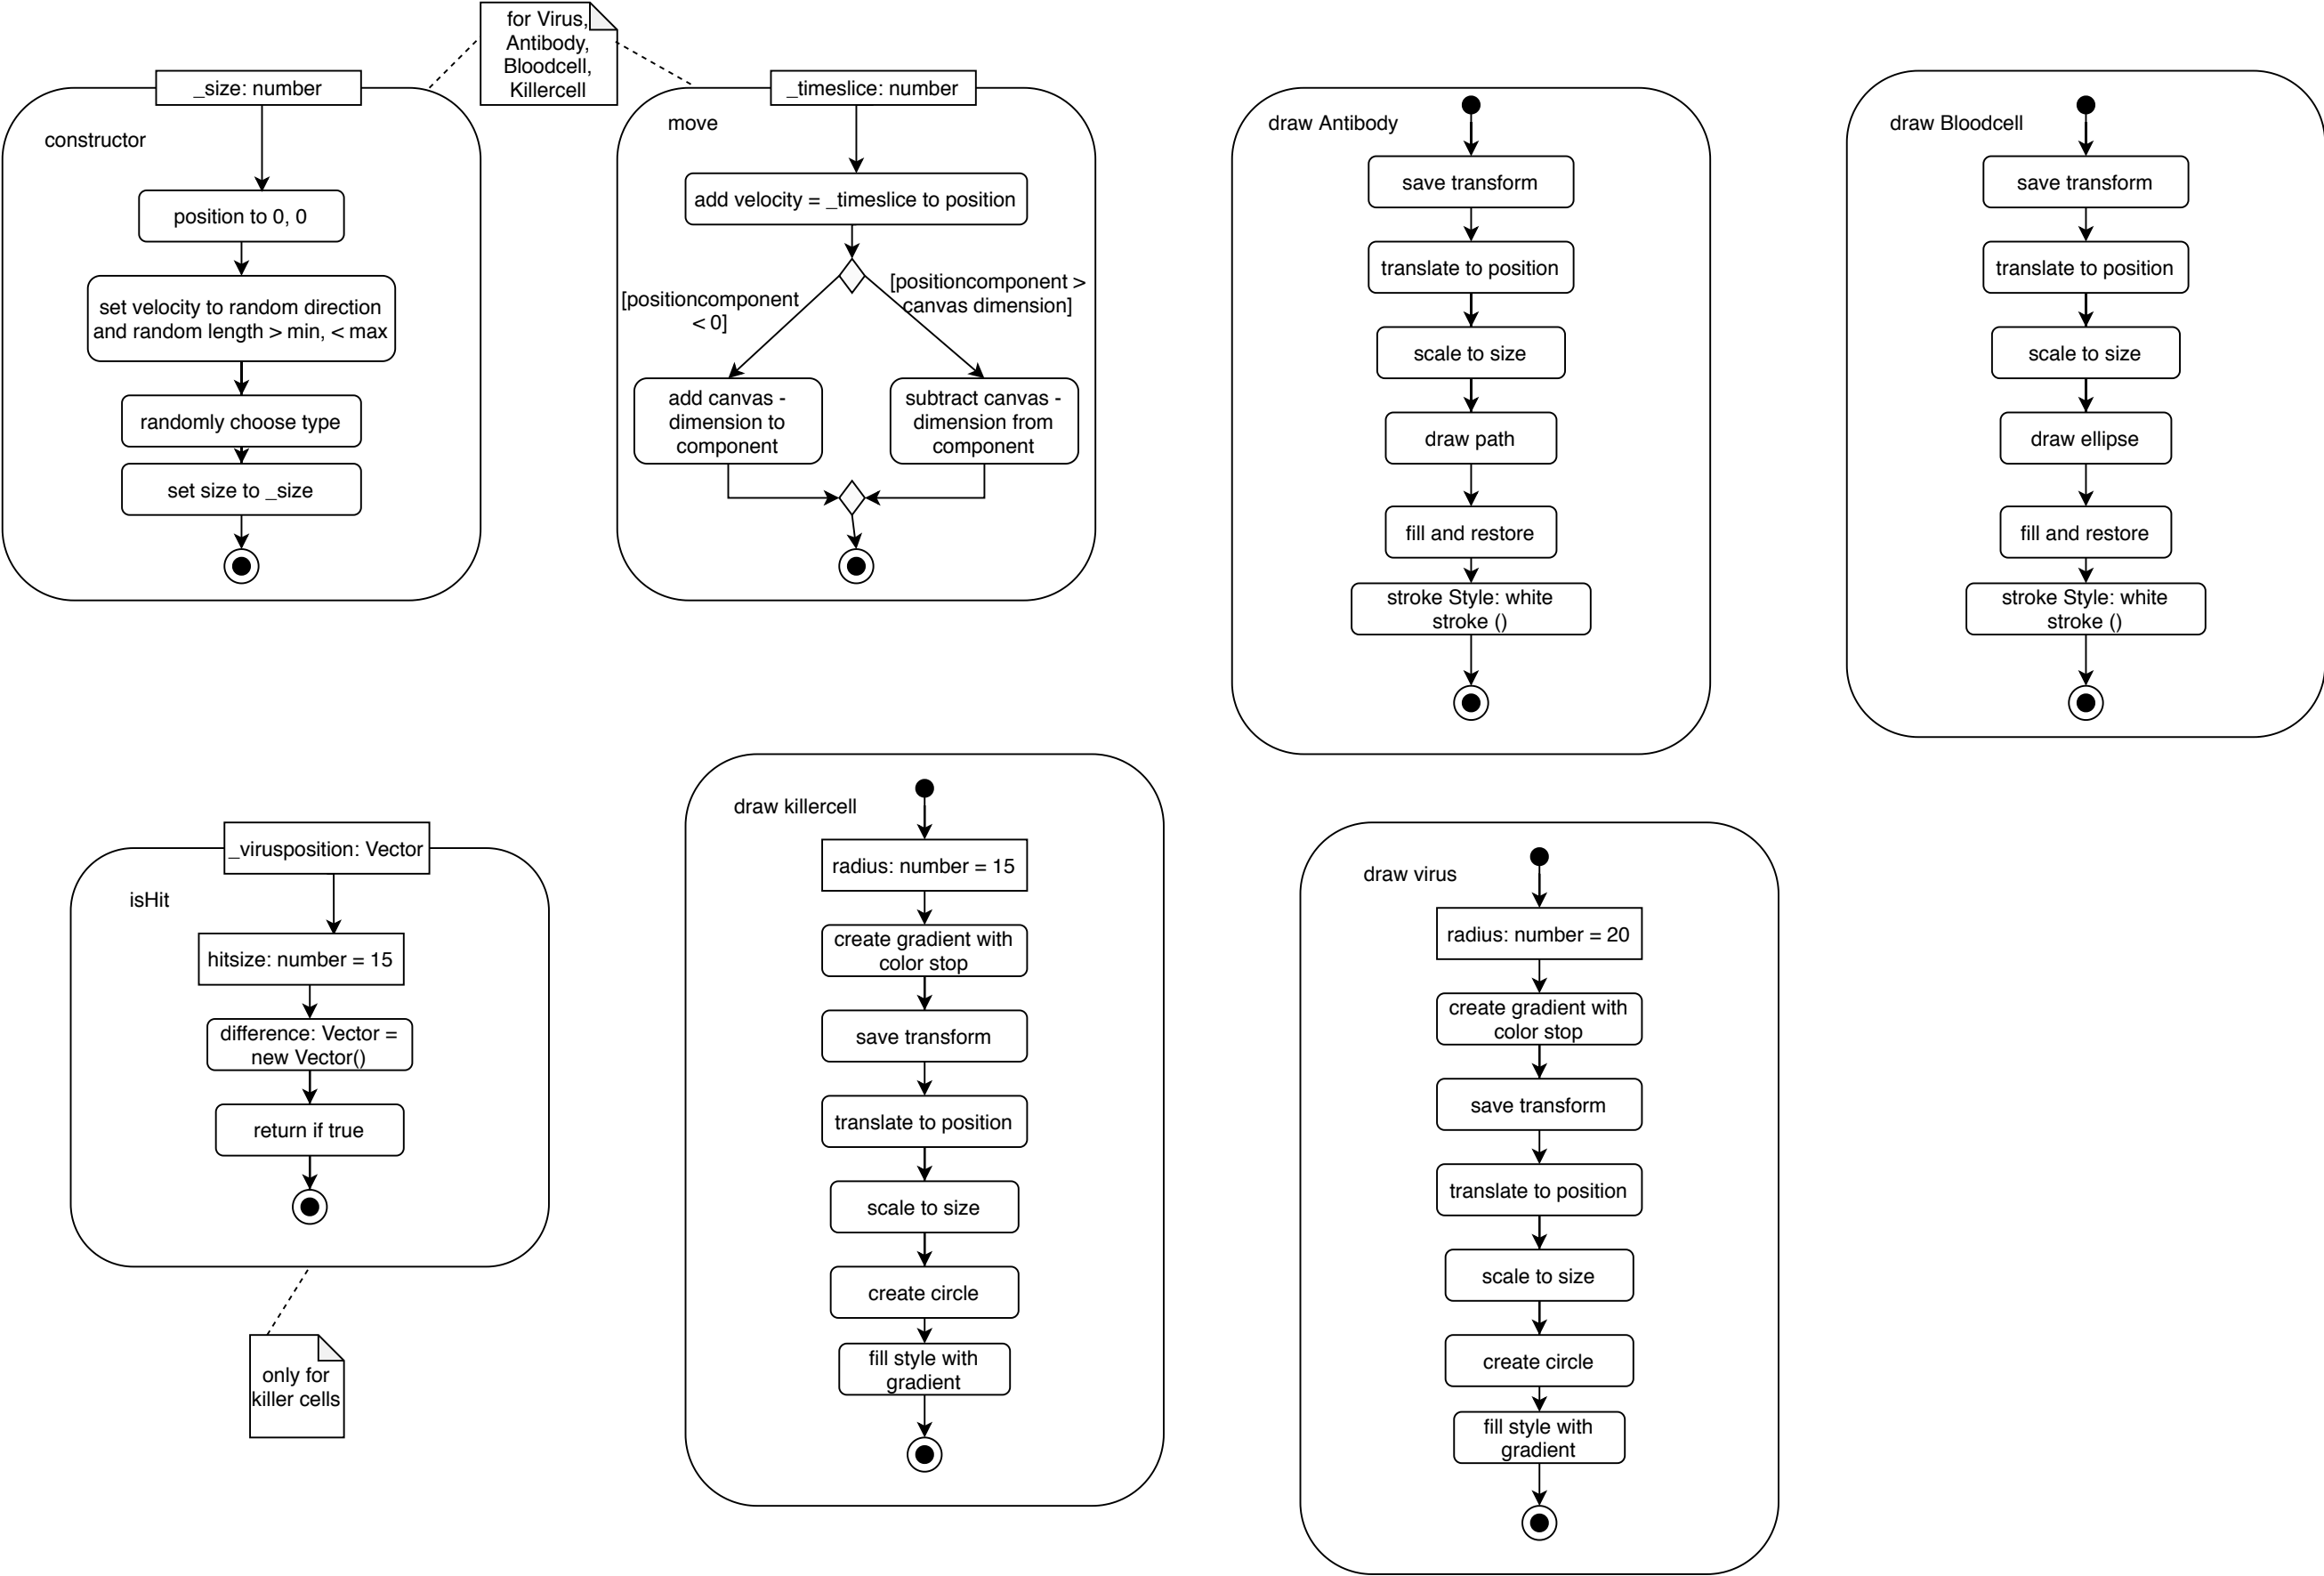 for Virus,
Antibody,
Bloodcell,
Killercell
_size: number
constructor
position to 0, 0
set velocity to random direction
and random length > min, < max
randomly choose type
set size to _size
_timeslice: number
move
add velocity = _timeslice to position
[positioncomponent
< 0]
[positioncomponent >
canvas dimension]
add canvas -
dimension to
component
subtract canvas -
dimension from
component
draw Antibody
save transform
translate to position
scale to size
draw path
fill and restore
stroke Style: white
stroke ()
draw Bloodcell
save transform
translate to position
scale to size
draw ellipse
fill and restore
stroke Style: white
stroke ()
_virusposition: Vector
isHit
hitsize: number = 15
difference: Vector =
new Vector()
return if true
only for
killer cells
draw killercell
radius: number = 15
create gradient with
color stop
save transform
translate to position
scale to size
create circle
fill style with
gradient
draw virus
radius: number = 20
create gradient with
color stop
save transform
translate to position
scale to size
create circle
fill style with
gradient